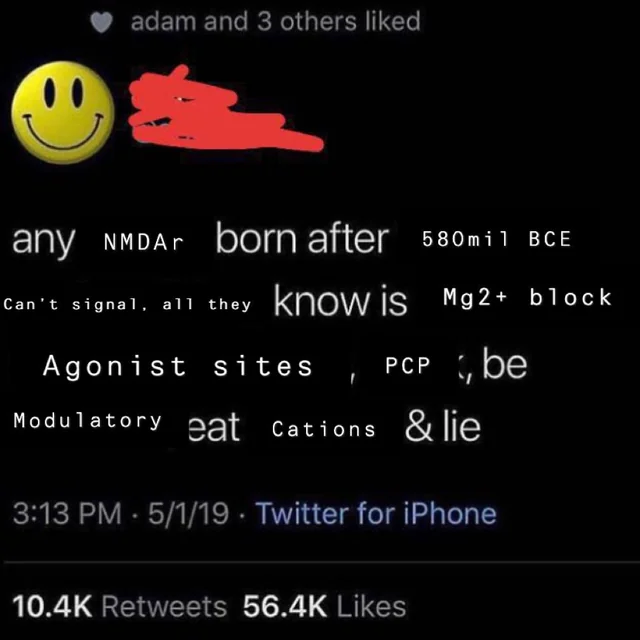 adam and 3 others liked
any NMDAr born after 580mil BCE
Can't signal, all they know is Mg2+ block
Agonist sites , PCP , be
Modulatory eat Cations & lie
3:13 PM · 5/1/19 · Twitter for iPhone
10.4K Retweets 56.4K Likes